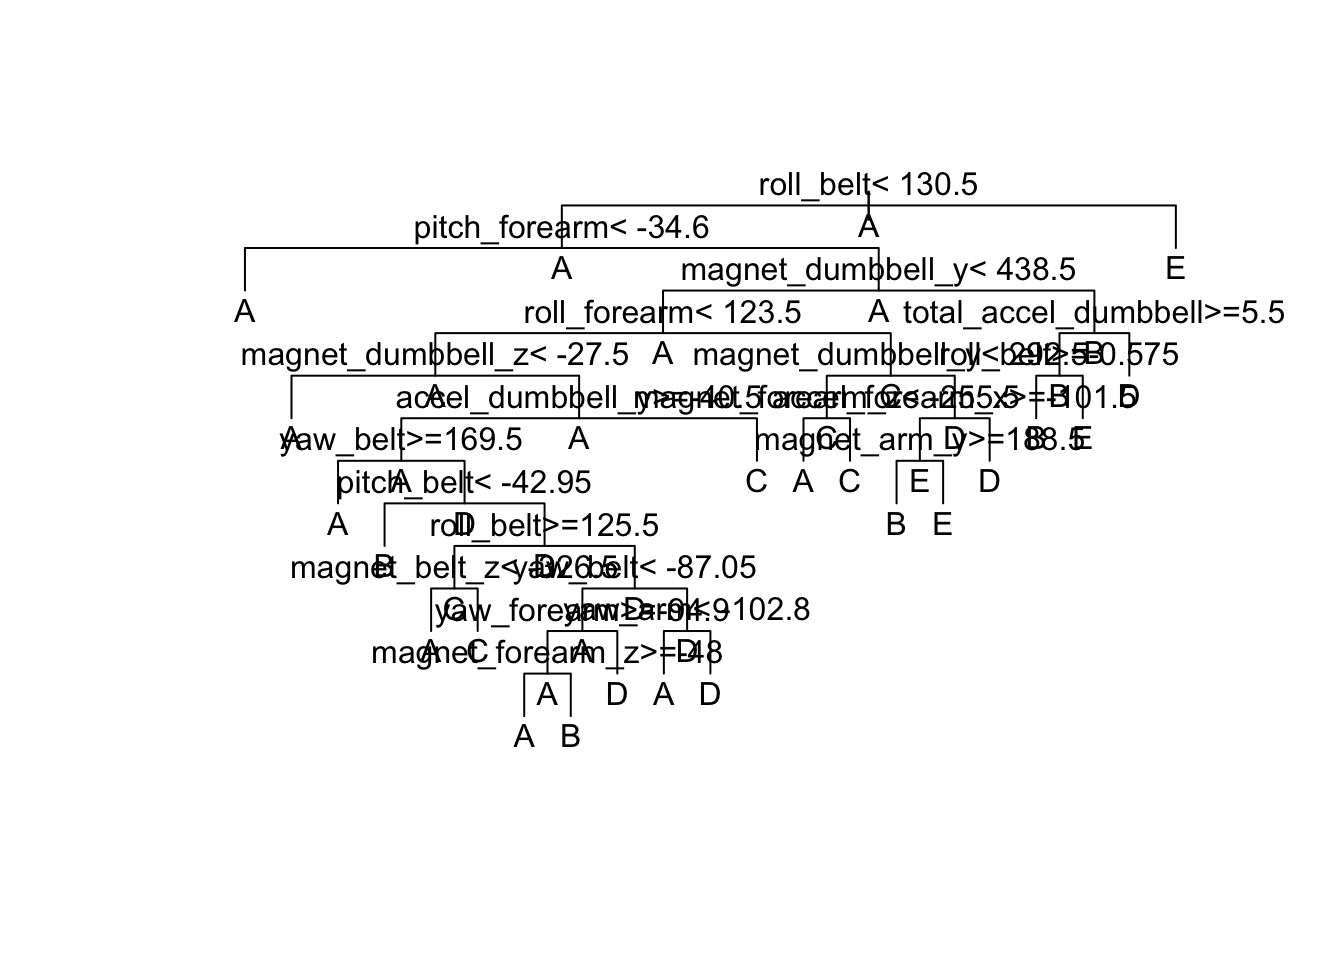 roll_belt< 130.5
pitch_forearm< -34.6 A
A magnet_dumbbell_y< 438.5 E
A roll_forearm< 123.5 A total_accel_dumbbell>=5.5
magnet_dumbbell_z< -27.5 A magnet_dumbbell_y< 292.5 roll_belt>=0.575 B
A accel_dumbbell_y>=-40.5 magnet_forearm_z< -255.5 C accel_forearm_x>=-101.5 B D
A yaw_belt>=169.5 A C magnet_arm_y>=188.5 D B E
pitch_belt< -42.95 A C A C E D
A D roll_belt>=125.5 B E
B magnet_belt_z< -326.5 D yaw_belt< -87.05
C yaw_forearm>=-94.9 D yaw_arm< -102.8
A C magnet_forearm_z>=-48 A D
A D A D
A B